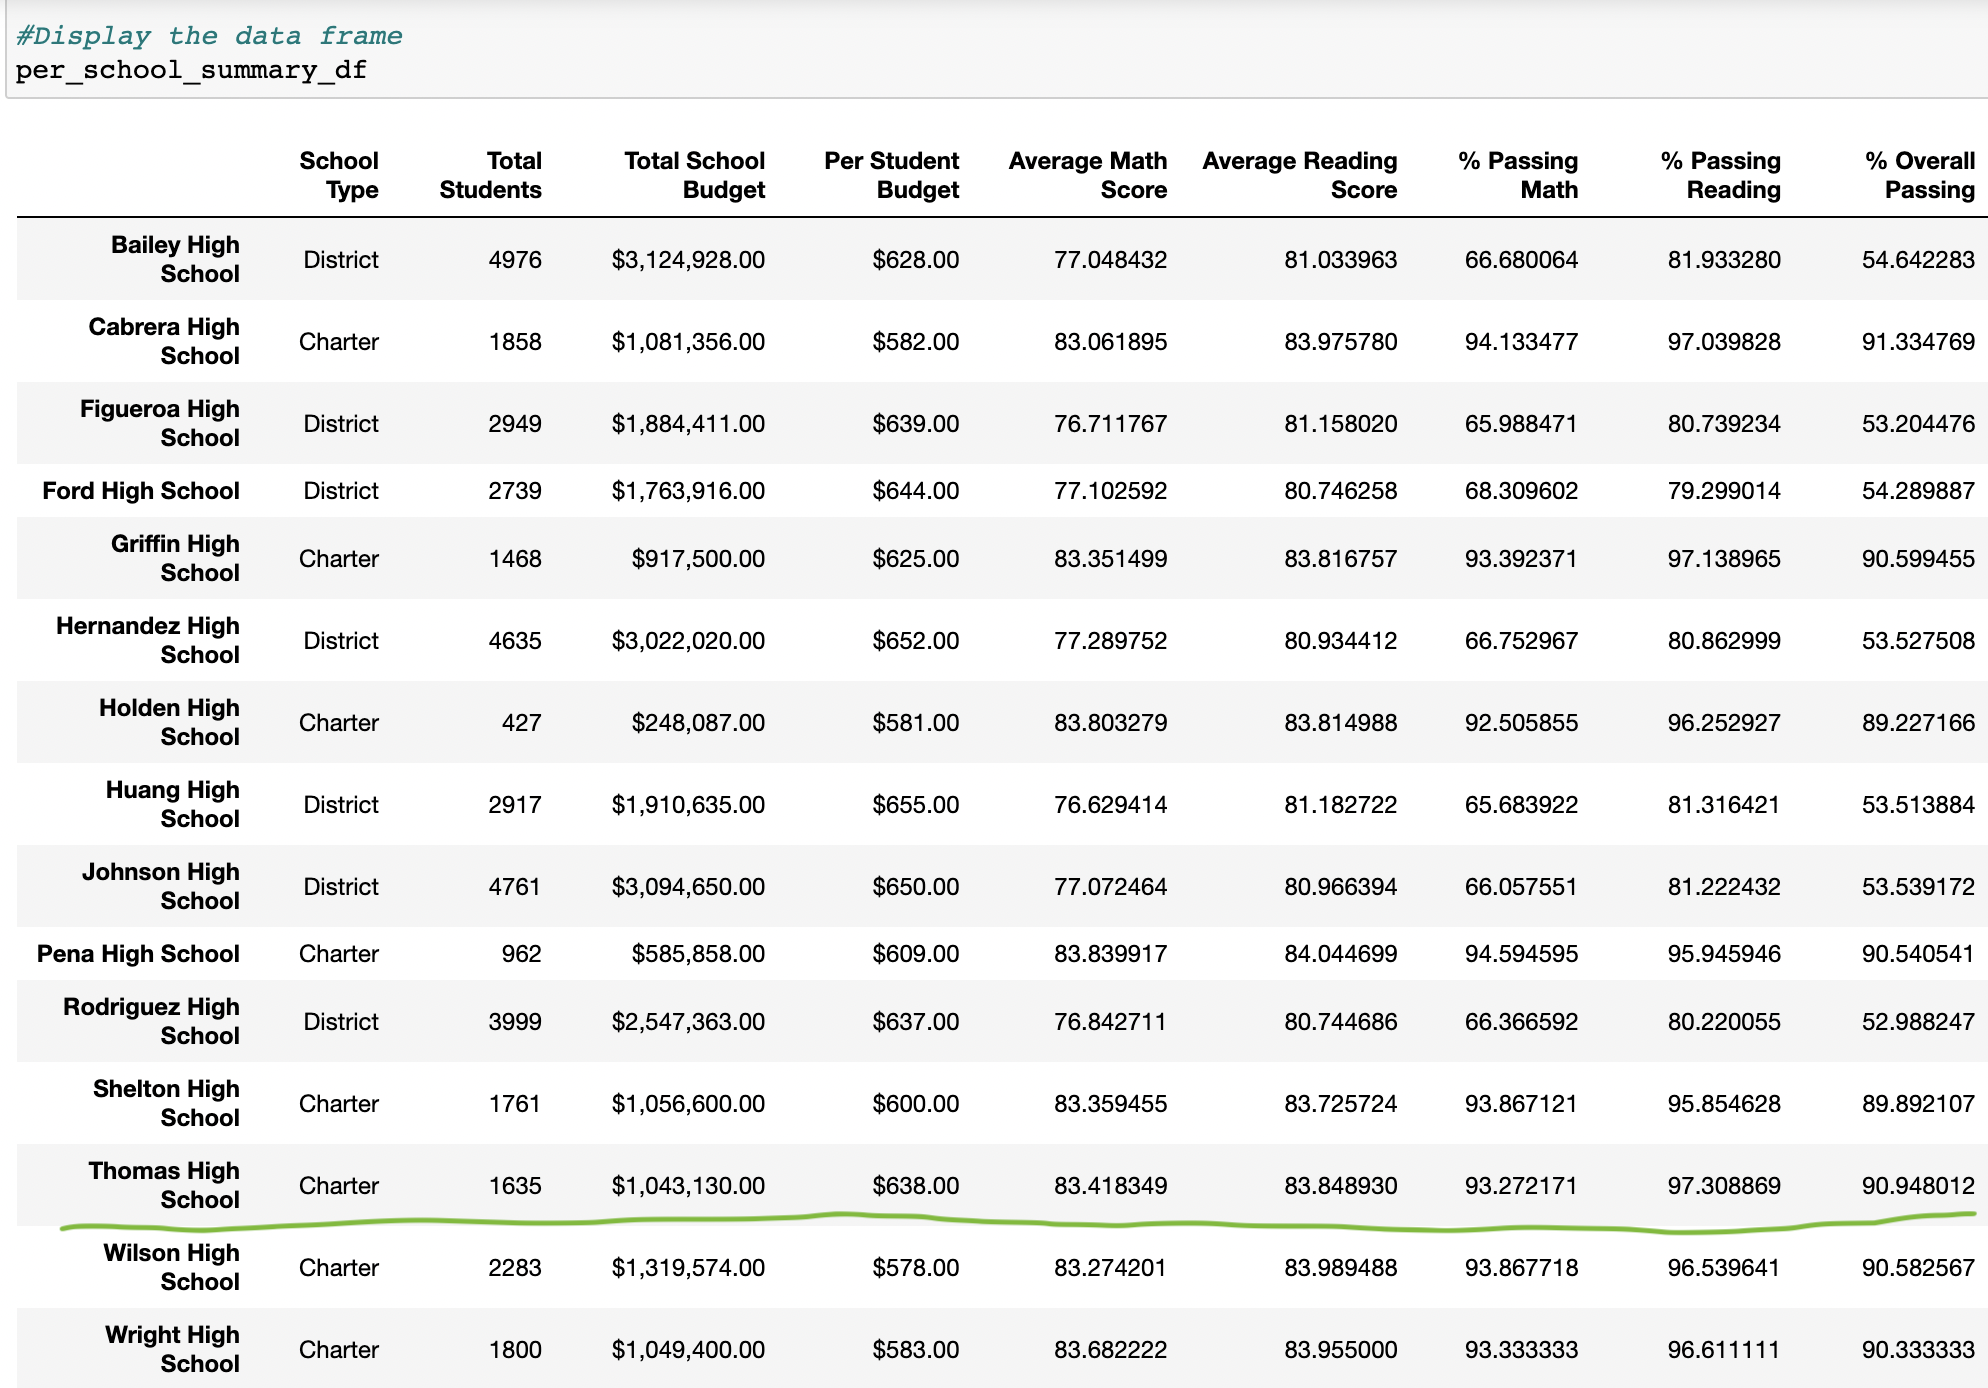 #Display the data frame
per_school_summary_df
School Type Total Students Total School Budget Per Student Budget Average Math Score Average Reading Score % Passing Math % Passing Reading % Overall Passing
Bailey High School District 4976 $3,124,928.00 $628.00 77.048432 81.033963 66.680064 81.933280 54.642283
Cabrera High School Charter 1858 $1,081,356.00 $582.00 83.061895 83.975780 94.133477 97.039828 91.334769
Figueroa High School District 2949 $1,884,411.00 $639.00 76.711767 81.158020 65.988471 80.739234 53.204476
Ford High School District 2739 $1,763,916.00 $644.00 77.102592 80.746258 68.309602 79.299014 54.289887
Griffin High School Charter 1468 $917,500.00 $625.00 83.351499 83.816757 93.392371 97.138965 90.599455
Hernandez High School District 4635 $3,022,020.00 $652.00 77.289752 80.934412 66.752967 80.862999 53.527508
Holden High School Charter 427 $248,087.00 $581.00 83.803279 83.814988 92.505855 96.252927 89.227166
Huang High School District 2917 $1,910,635.00 $655.00 76.629414 81.182722 65.683922 81.316421 53.513884
Johnson High School District 4761 $3,094,650.00 $650.00 77.072464 80.966394 66.057551 81.222432 53.539172
Pena High School Charter 962 $585,858.00 $609.00 83.839917 84.044699 94.594595 95.945946 90.540541
Rodriguez High School District 3999 $2,547,363.00 $637.00 76.842711 80.744686 66.366592 80.220055 52.988247
Shelton High School Charter 1761 $1,056,600.00 $600.00 83.359455 83.725724 93.867121 95.854628 89.892107
Thomas High School Charter 1635 $1,043,130.00 $638.00 83.418349 83.848930 93.272171 97.308869 90.948012
Wilson High School Charter 2283 $1,319,574.00 $578.00 83.274201 83.989488 93.867718 96.539641 90.582567
Wright High School Charter 1800 $1,049,400.00 $583.00 83.682222 83.955000 93.333333 96.611111 90.333333